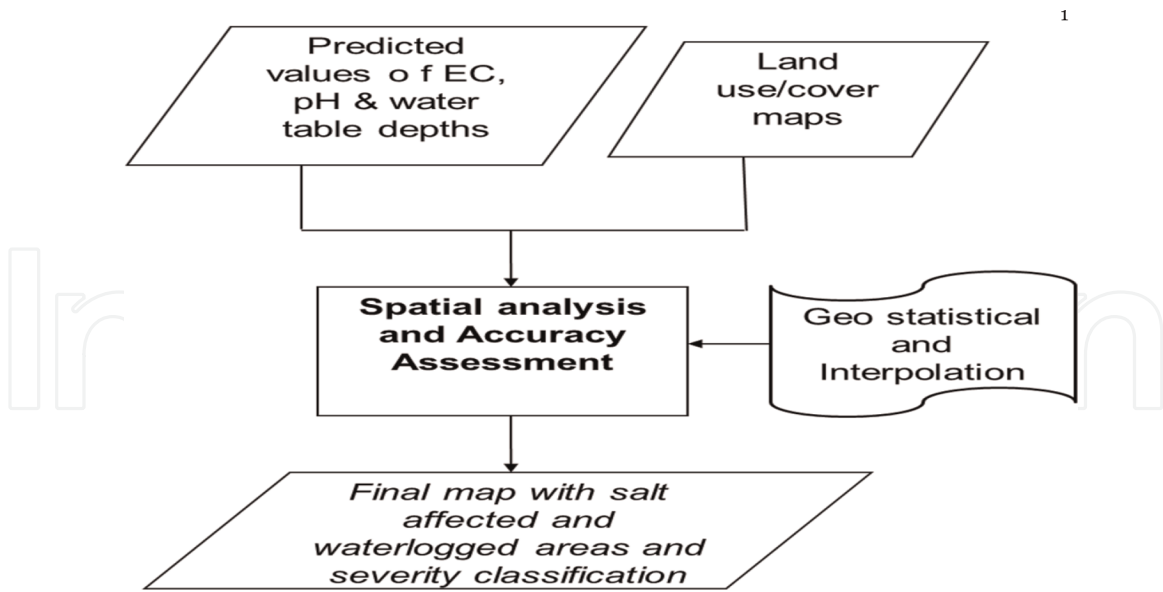 1
Predicted
values o f EC,
pH & water
table depths
Land
use/cover
maps
Spatial analysis
and Accuracy
Assessment
Geo statistical
and
Interpolation
Final map with salt
affected and
waterlogged areas and
severity classification